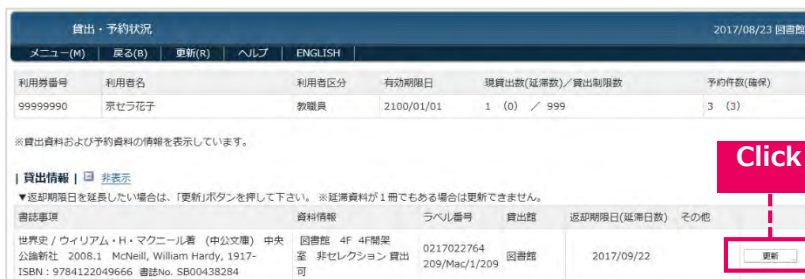 貸出・予約状況
2017/08/23 図書館
メニュー(M) 戻る(B) 更新(R) ヘルプ ENGLISH
利用券番号 利用者名 利用者区分 有効期限日 現貸出数(延滞数)/貸出制限数 予約件数(確保)
99999990 京セラ花子 教職員 2100/01/01 1 (0) / 999 3 (3)
※貸出資料および予約資料の情報を表示しています。
Click
| 貸出情報 | 非表示
▼返却期限日を延長したい場合は、「更新」ボタンを押して下さい。 ※延滞資料が1冊でもある場合は更新できません。
書誌事項 資料情報 ラベル番号 貸出館 返却期限日(延滞日数) その他
世界史 / ウィリアム・H・マクニール著 (中公文庫) 中央
公論新社 2008.1 McNeill, William Hardy, 1917-
ISBN : 9784122049666 書誌No. SB00438284
図書館 4F 4F開架
室 非セレクション 貸出
可
0217022764
209/Mac/1/209
図書館
2017/09/22
更新